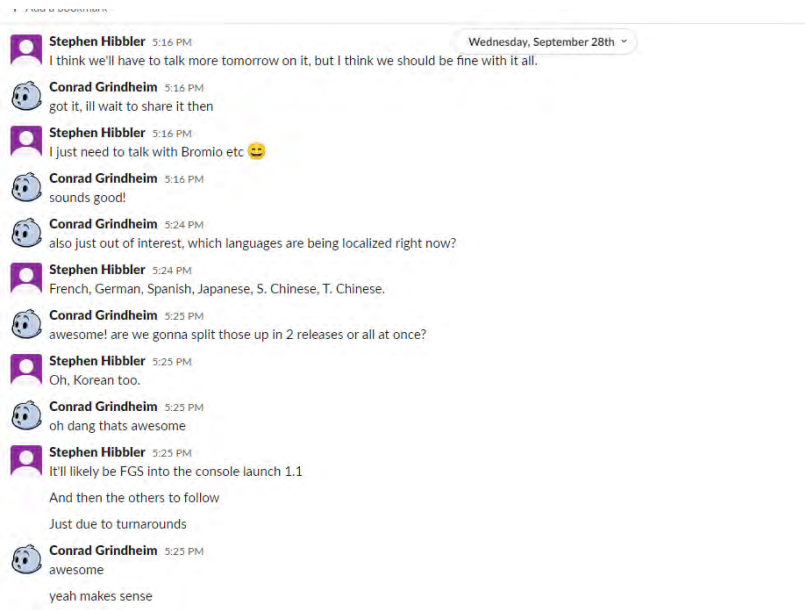 Add a bookmark
Wednesday, September 28th
Stephen Hibbler 5:16 PM
I think we'll have to talk more tomorrow on it, but I think we should be fine with it all.
Conrad Grindheim 5:16 PM
got it, ill wait to share it then
Stephen Hibbler 5:16 PM
I just need to talk with Bromio etc 😄
Conrad Grindheim 5:16 PM
sounds good!
Conrad Grindheim 5:24 PM
also just out of interest, which languages are being localized right now?
Stephen Hibbler 5:24 PM
French, German, Spanish, Japanese, S. Chinese, T. Chinese.
Conrad Grindheim 5:25 PM
awesome! are we gonna split those up in 2 releases or all at once?
Stephen Hibbler 5:25 PM
Oh, Korean too.
Conrad Grindheim 5:25 PM
oh dang thats awesome
Stephen Hibbler 5:25 PM
It'll likely be FGS into the console launch 1.1
And then the others to follow
Just due to turnarounds
Conrad Grindheim 5:25 PM
awesome
yeah makes sense